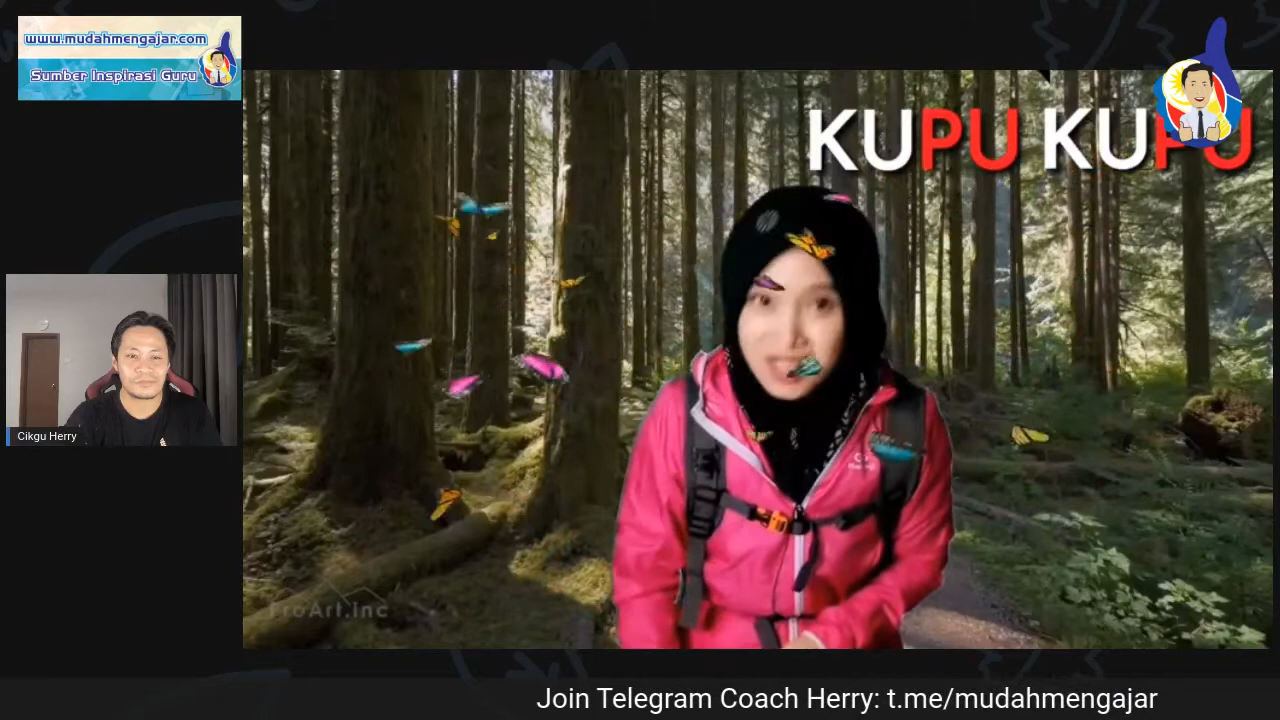 www.mudahmengajar.com
Sumber Inspirasi Guru
KUPU KUPU
Cikgu Herry
ProArt.Inc
Join Telegram Coach Herry: t.me/mudahmengajar